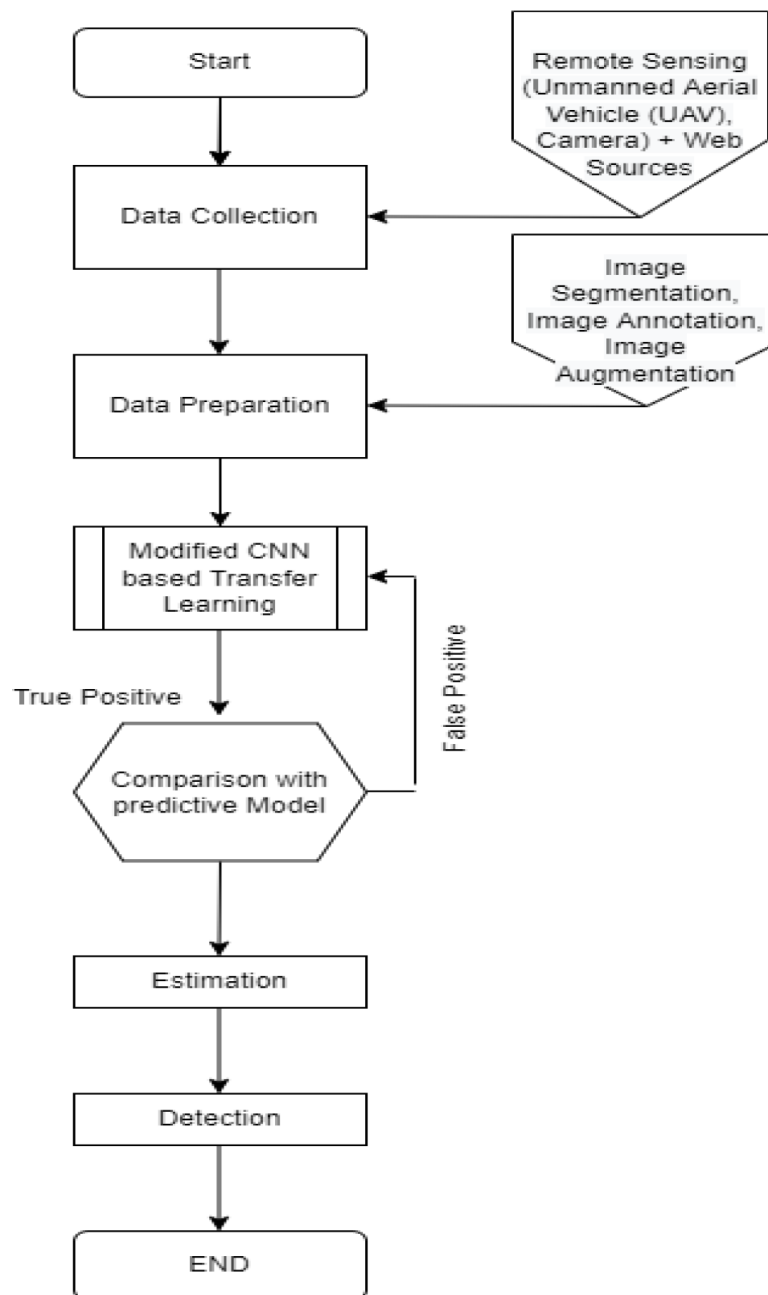 Start
Remote Sensing
(Unmanned Aerial
Vehicle (UAV),
Camera) + Web
Sources
Data Collection
Image
Segmentation,
Image Annotation,
Image
Augmentation
Data Preparation
Modified CNN
based Transfer
Learning
False Positive
True Positive
Comparison with
predictive Model
Estimation
Detection
END